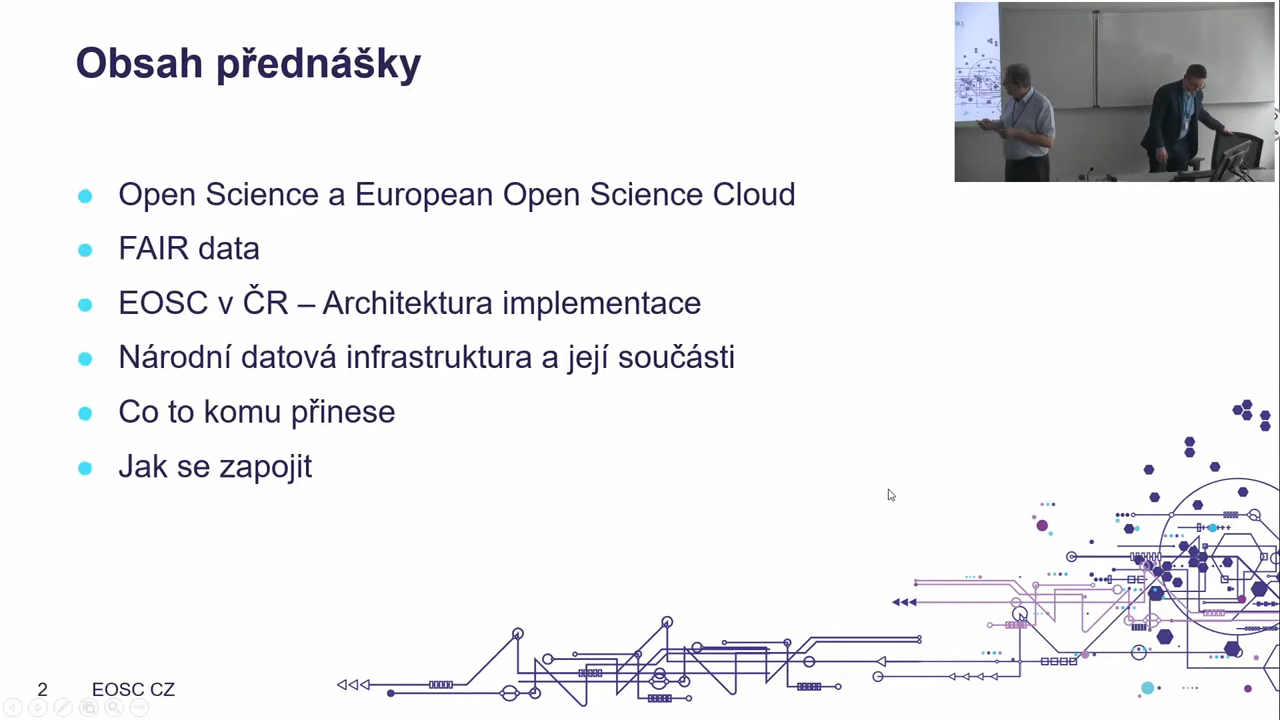 Obsah přednášky
Open Science a European Open Science Cloud
FAIR data
EOSC v ČR – Architektura implementace
Národní datová infrastruktura a její součásti
Co to komu přinese
Jak se zapojit
2 EOSC CZ